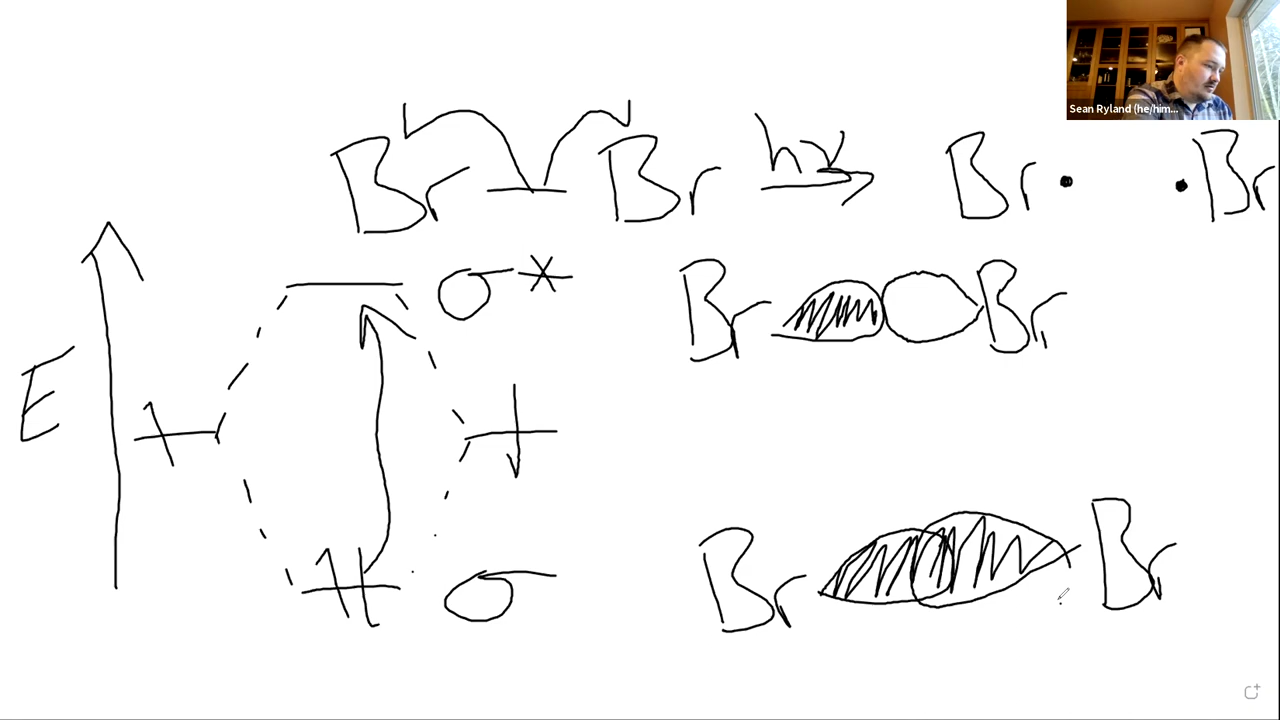 Sean Ryland (he/him...
Br — Br hν → Br • • Br
σ*
Br Br
E
σ
Br Br